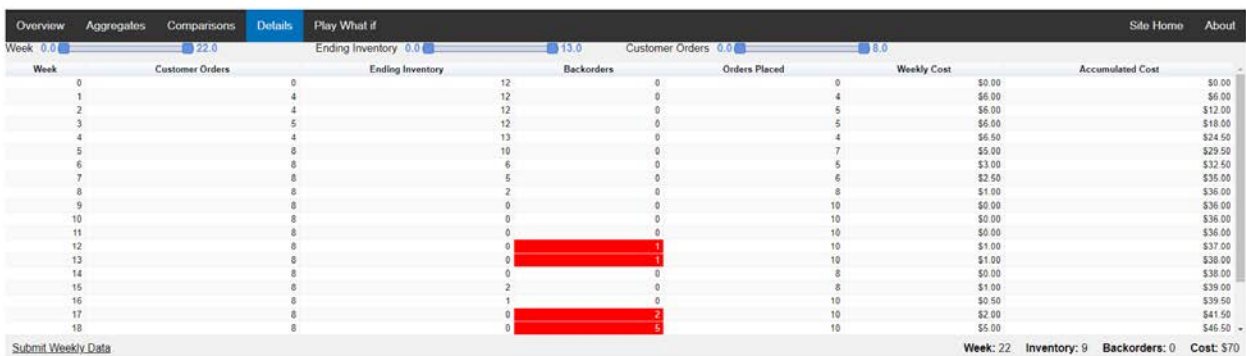 Overview Aggregates Comparisons Details Play What if Site Home About
Week 0.0 22.0 Ending Inventory 0.0 13.0 Customer Orders 0.0 8.0
Week Customer Orders Ending Inventory Backorders Orders Placed Weekly Cost Accumulated Cost
0 0 12 0 0 $0.00 $0.00
1 4 12 0 4 $6.00 $6.00
2 4 12 0 5 $6.00 $12.00
3 5 12 0 5 $6.00 $18.00
4 4 13 0 4 $6.50 $24.50
5 8 10 0 7 $5.00 $29.50
6 8 6 0 5 $3.00 $32.50
7 8 5 0 6 $2.50 $35.00
8 8 2 0 8 $1.00 $36.00
9 8 0 0 10 $0.00 $36.00
10 8 0 0 10 $0.00 $36.00
11 8 0 0 10 $0.00 $36.00
12 8 0 1 10 $1.00 $37.00
13 8 0 1 10 $1.00 $38.00
14 8 0 0 8 $0.00 $38.00
15 8 2 0 8 $1.00 $39.00
16 8 1 0 10 $0.50 $39.50
17 8 0 2 10 $2.00 $41.50
18 8 0 5 10 $5.00 $46.50
Submit Weekly Data Week: 22 Inventory: 9 Backorders: 0 Cost: $70